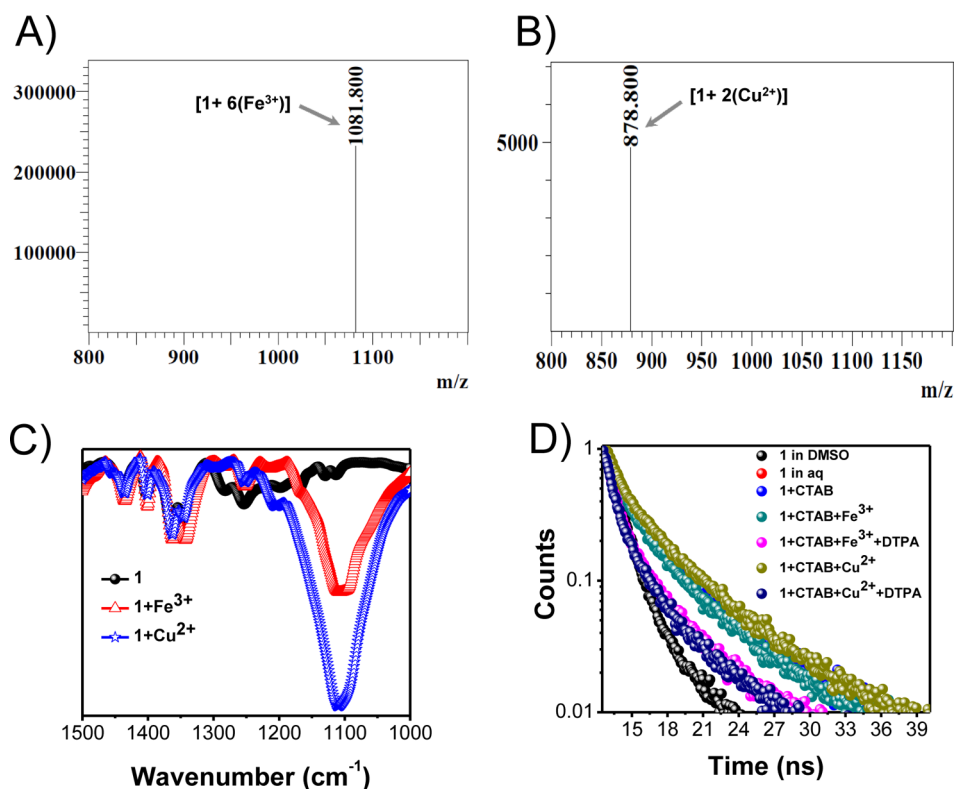 A)
300000
200000
100000
[1+ 6(Fe³⁺)]
1081.800
800
900
1000
1100
m/z
B)
5000
878.800
[1+ 2(Cu²⁺)]
800
850
900
950
1000
1050
1100
1150
m/z
C)
1
1+Fe³⁺
1+Cu²⁺
1500
1400
1300
1200
1100
1000
Wavenumber (cm⁻¹)
D)
Counts
1
0.1
0.01
1 in DMSO
1 in aq
1+CTAB
1+CTAB+Fe³⁺
1+CTAB+Fe³⁺+DTPA
1+CTAB+Cu²⁺
1+CTAB+Cu²⁺+DTPA
15
18
21
24
27
30
33
36
39
Time (ns)